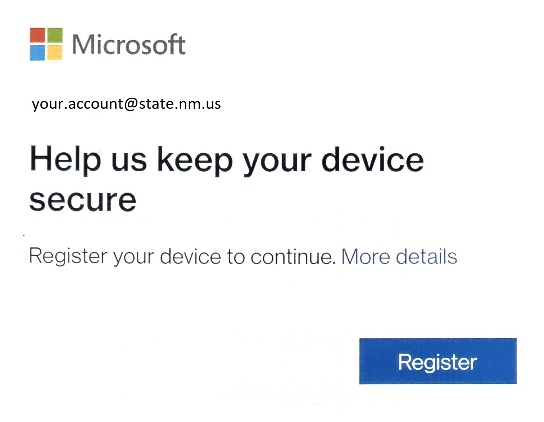 Microsoft
your.account@state.nm.us
Help us keep your device
secure
Register your device to continue. More details
Register